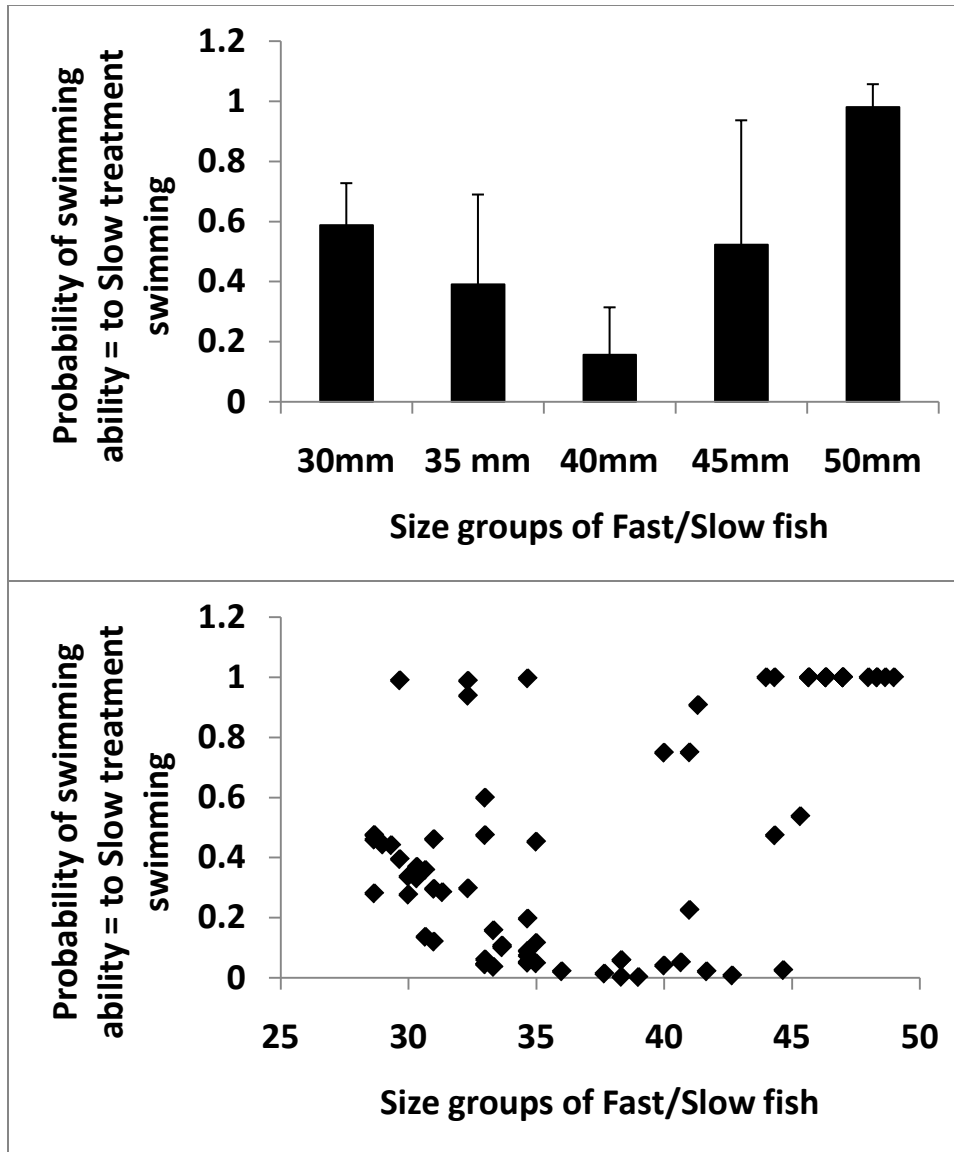 Probability of swimming
ability = to Slow treatment
swimming
1.2
1
0.8
0.6
0.4
0.2
0
30mm 35 mm 40mm 45mm 50mm
Size groups of Fast/Slow fish
Probability of swimming
ability = to Slow treatment
swimming
1.2
1
0.8
0.6
0.4
0.2
0
25 30 35 40 45 50
Size groups of Fast/Slow fish